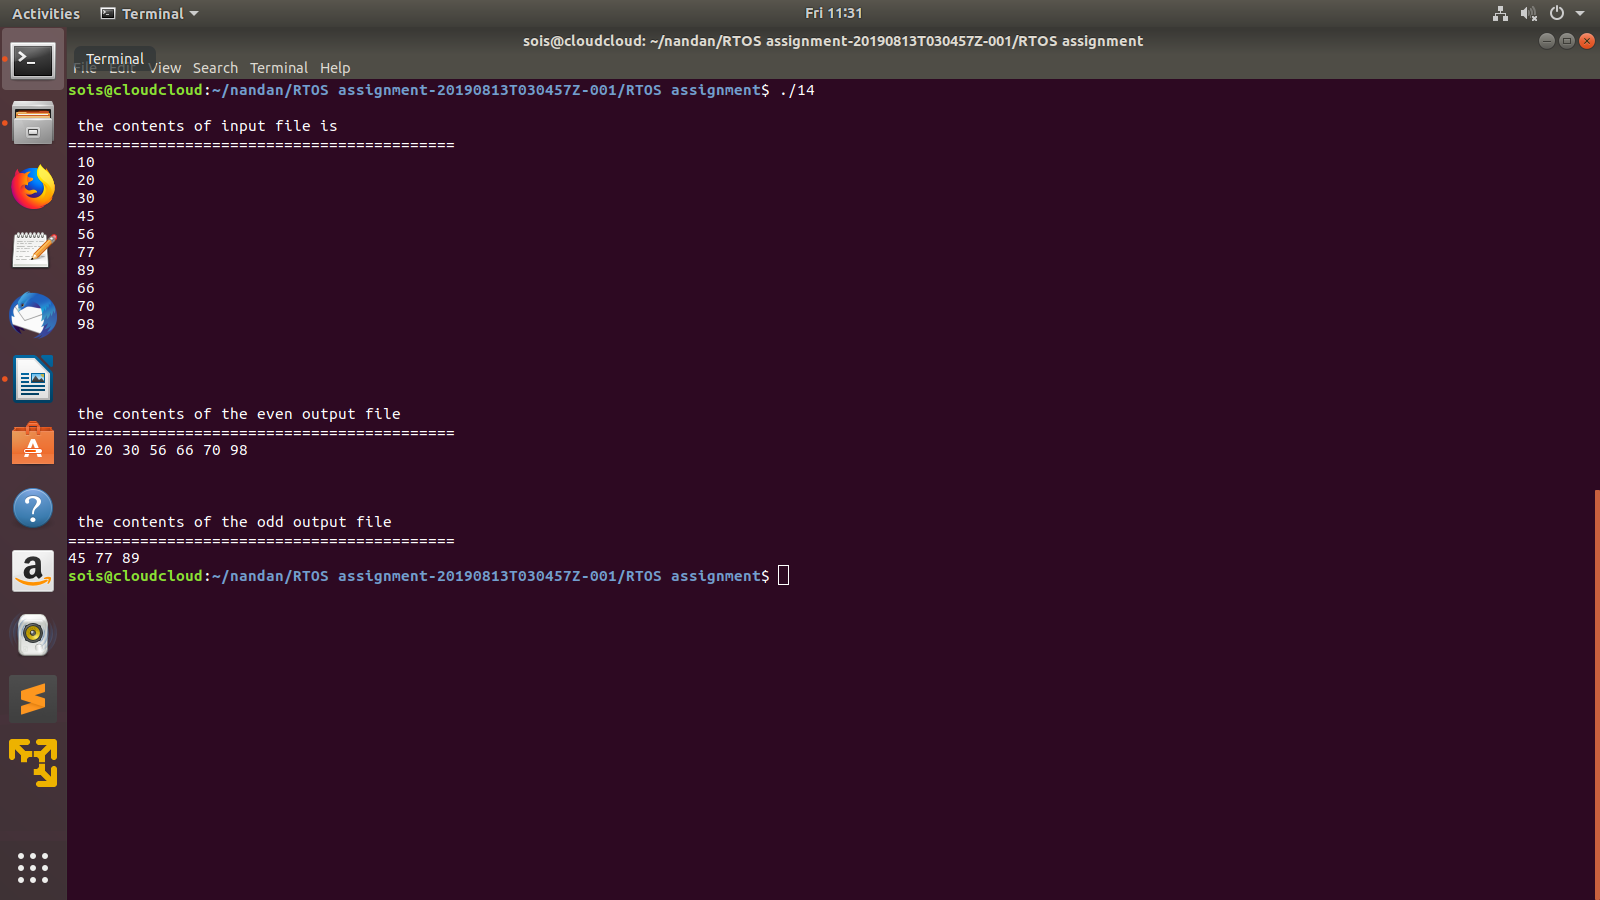 Activities Terminal Fri 11:31
sois@cloudcloud: ~/nandan/RTOS assignment-20190813T030457Z-001/RTOS assignment
Terminal
File Edit View Search Terminal Help
sois@cloudcloud:~/nandan/RTOS assignment-20190813T030457Z-001/RTOS assignment$ ./14
the contents of input file is
===========================================
10
20
30
45
56
77
89
66
70
98
the contents of the even output file
===========================================
10 20 30 56 66 70 98
the contents of the odd output file
===========================================
45 77 89
sois@cloudcloud:~/nandan/RTOS assignment-20190813T030457Z-001/RTOS assignment$